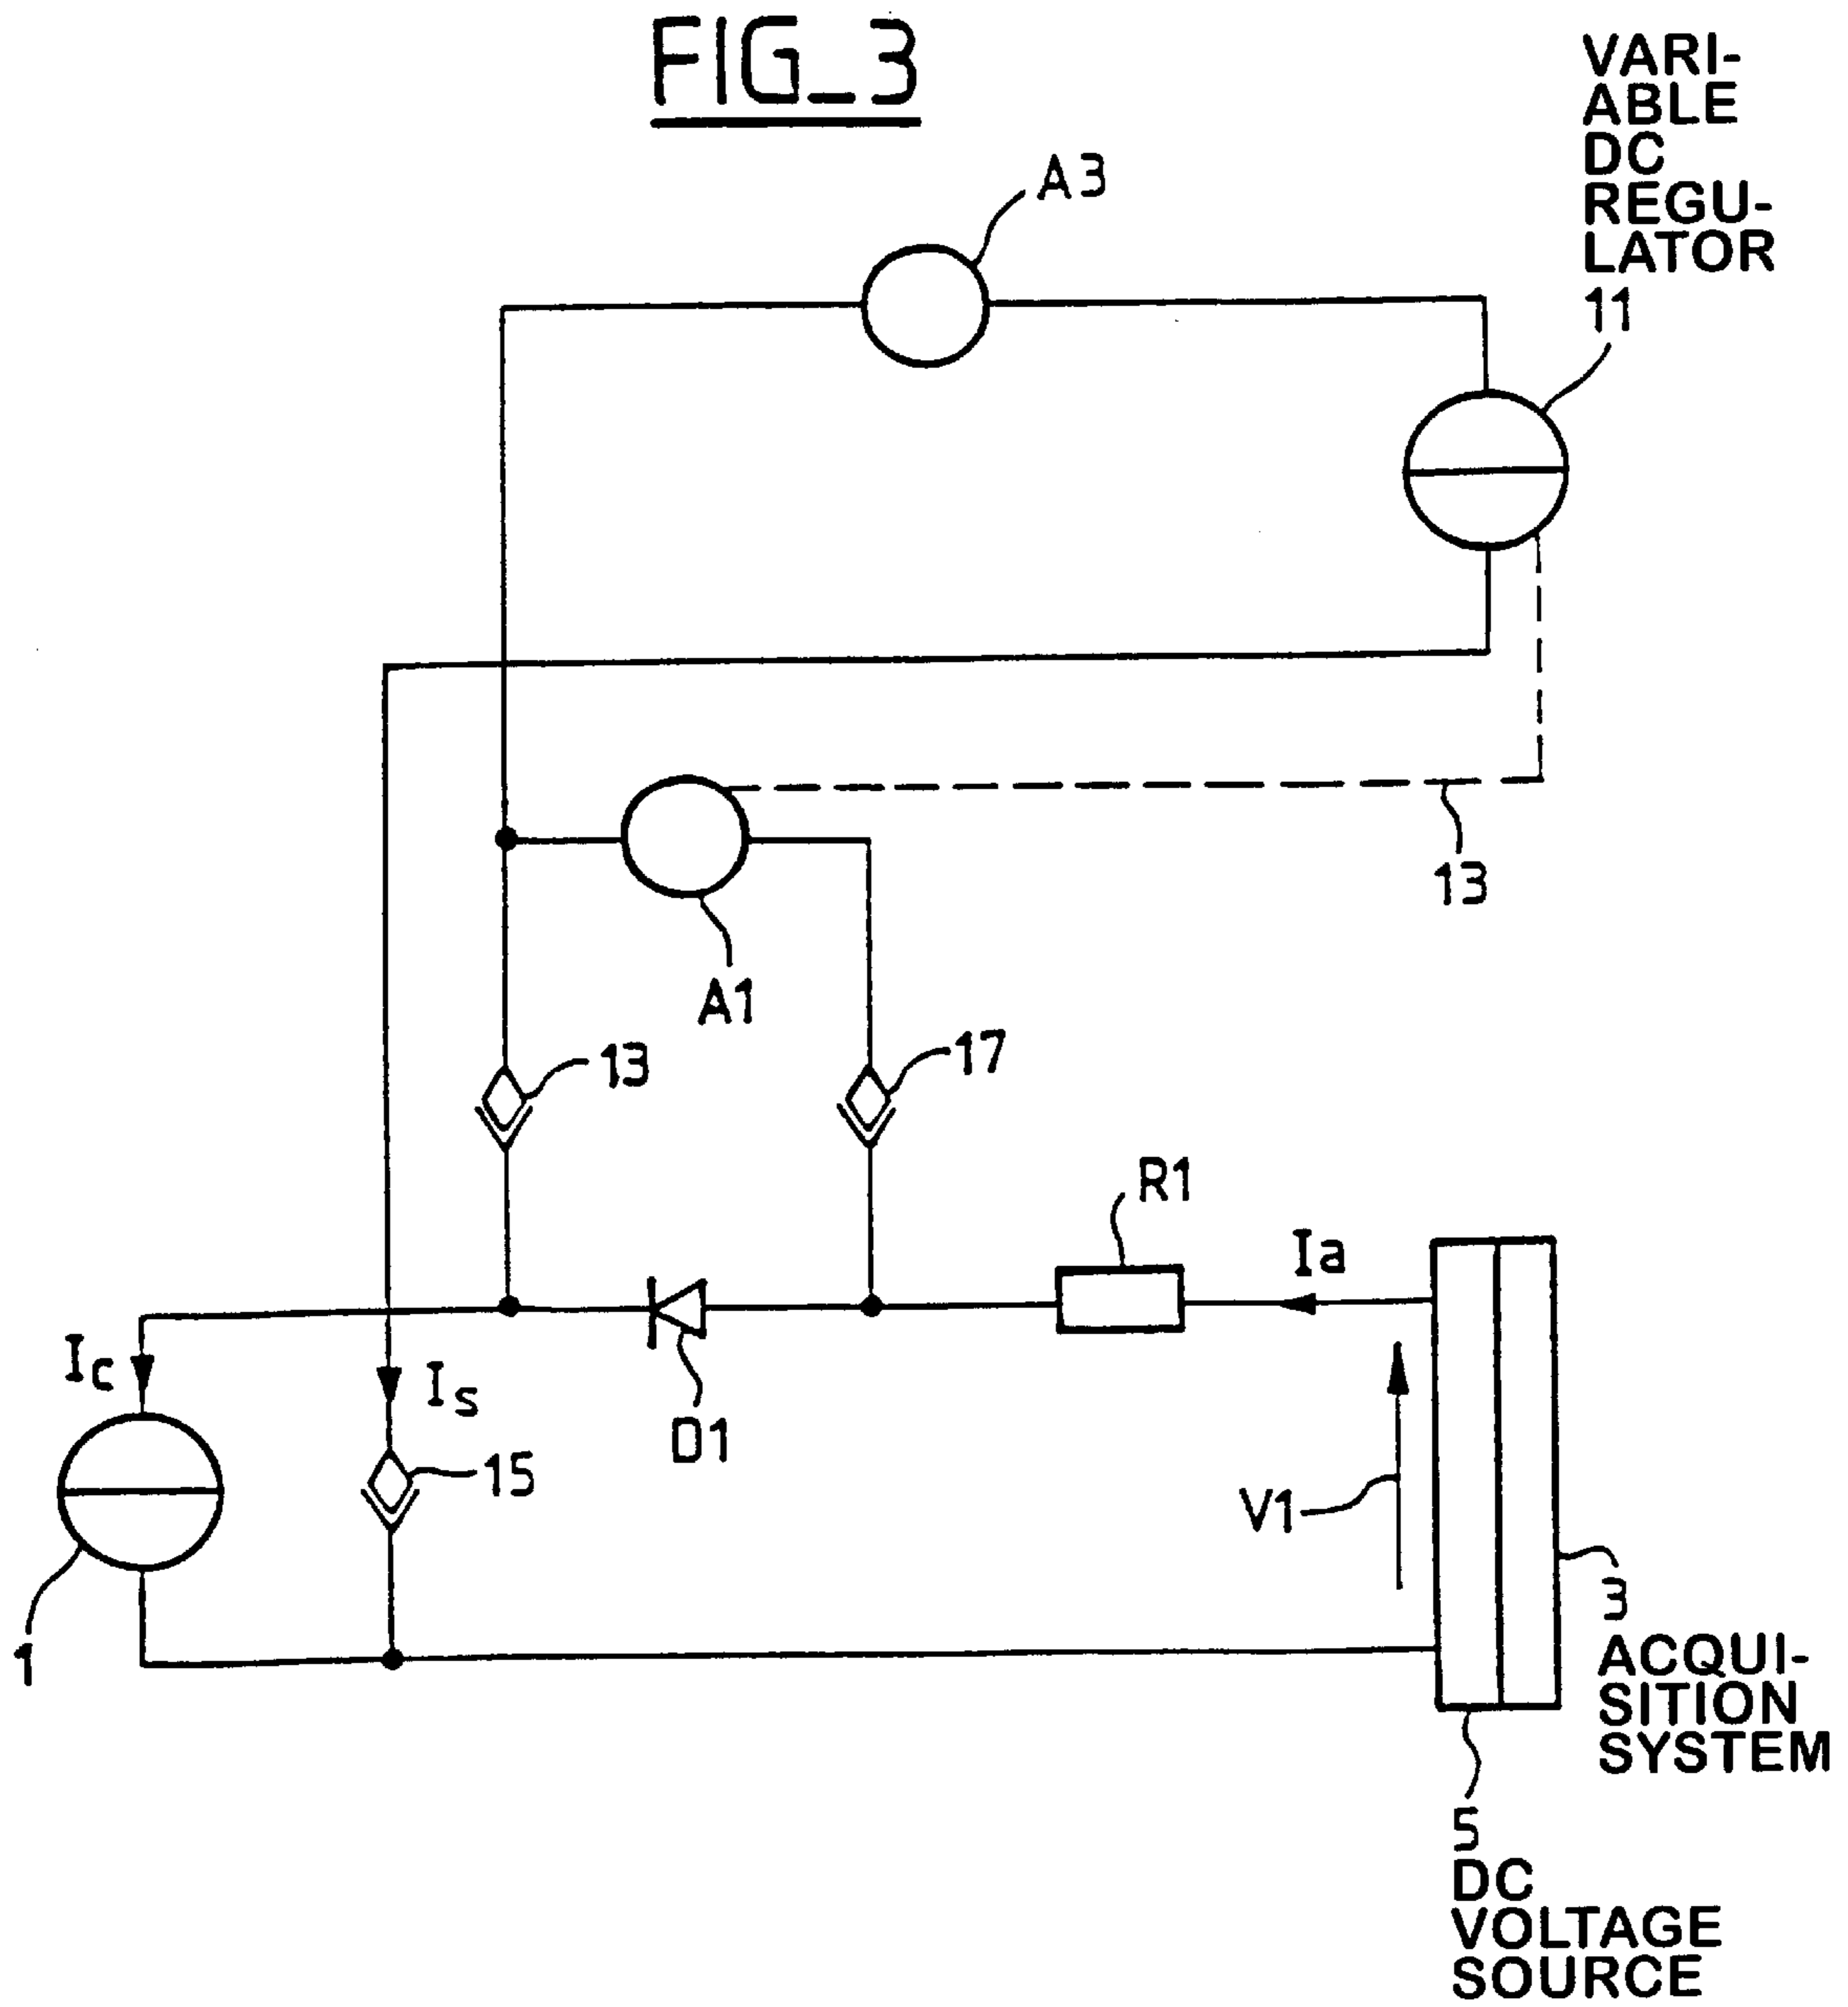 FIG_3
VARI-
ABLE
DC
REGU-
LATOR
11
A3
13
A1
13
17
R1
Ia
Ic
Is
D1
15
V1
1
3
ACQUI-
SITION
SYSTEM
5
DC
VOLTAGE
SOURCE